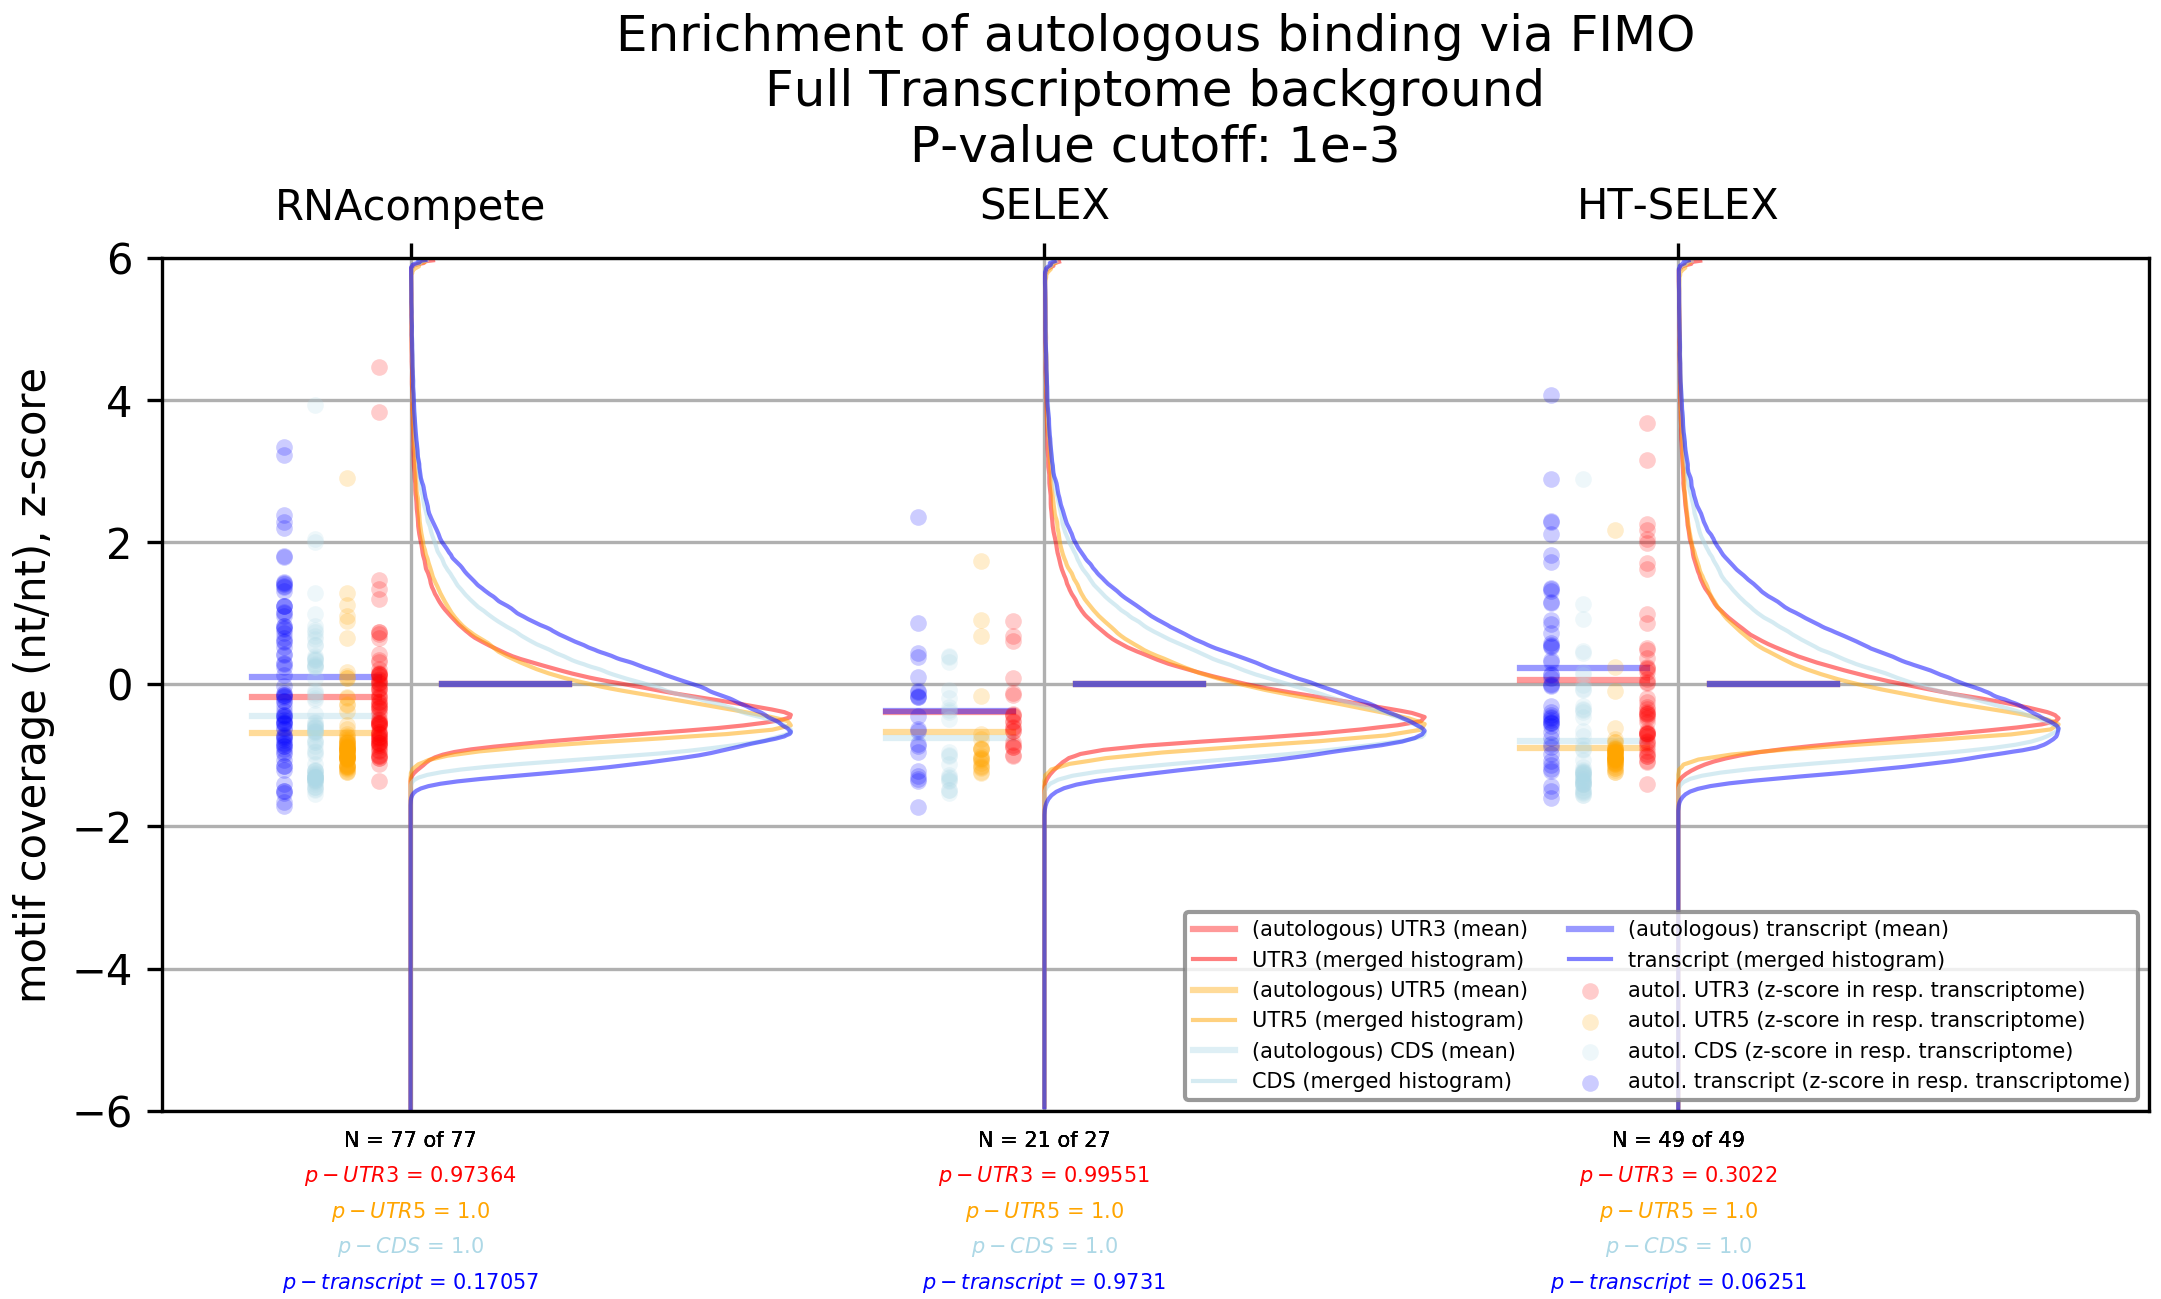 Enrichment of autologous binding via FIMO
Full Transcriptome background
P-value cutoff: 1e-3
RNAcompete
SELEX
HT-SELEX
motif coverage (nt/nt), z-score
6
4
2
0
−2
−4
−6
(autologous) UTR3 (mean)
UTR3 (merged histogram)
(autologous) UTR5 (mean)
UTR5 (merged histogram)
(autologous) CDS (mean)
CDS (merged histogram)
(autologous) transcript (mean)
transcript (merged histogram)
autol. UTR3 (z-score in resp. transcriptome)
autol. UTR5 (z-score in resp. transcriptome)
autol. CDS (z-score in resp. transcriptome)
autol. transcript (z-score in resp. transcriptome)
N = 77 of 77
p − UTR3 = 0.97364
p − UTR5 = 1.0
p − CDS = 1.0
p − transcript = 0.17057
N = 21 of 27
p − UTR3 = 0.99551
p − UTR5 = 1.0
p − CDS = 1.0
p − transcript = 0.9731
N = 49 of 49
p − UTR3 = 0.3022
p − UTR5 = 1.0
p − CDS = 1.0
p − transcript = 0.06251